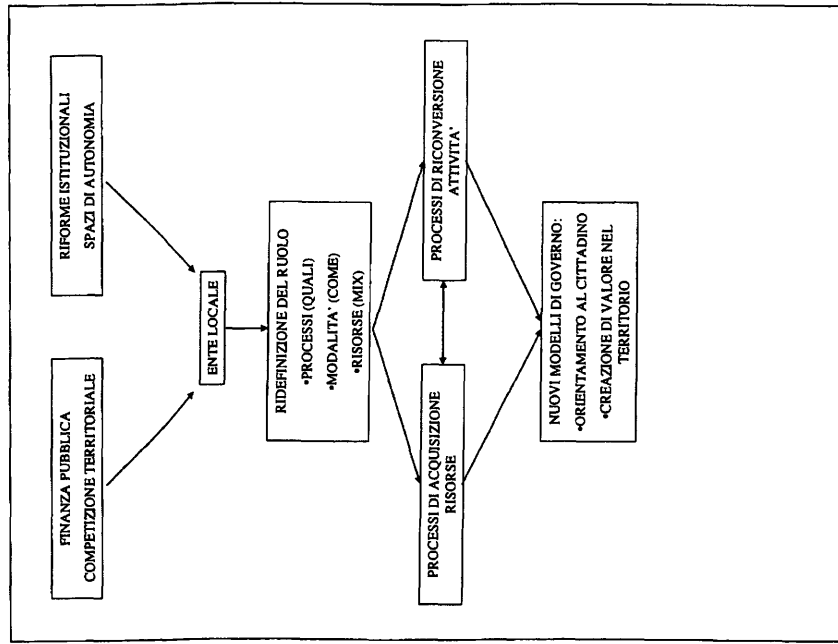 FINANZA PUBBLICA
COMPETIZIONE TERRITORIALE
RIFORME ISTITUZIONALI
SPAZI DI AUTONOMIA
ENTE LOCALE
RIDEFINIZIONE DEL RUOLO
•PROCESSI (QUALI)
•MODALITA' (COME)
•RISORSE (MIX)
PROCESSI DI ACQUISIZIONE
RISORSE
PROCESSI DI RICONVERSIONE
ATTIVITA'
NUOVI MODELLI DI GOVERNO:
•ORIENTAMENTO AL CITTADINO
•CREAZIONE DI VALORE NEL
TERRITORIO